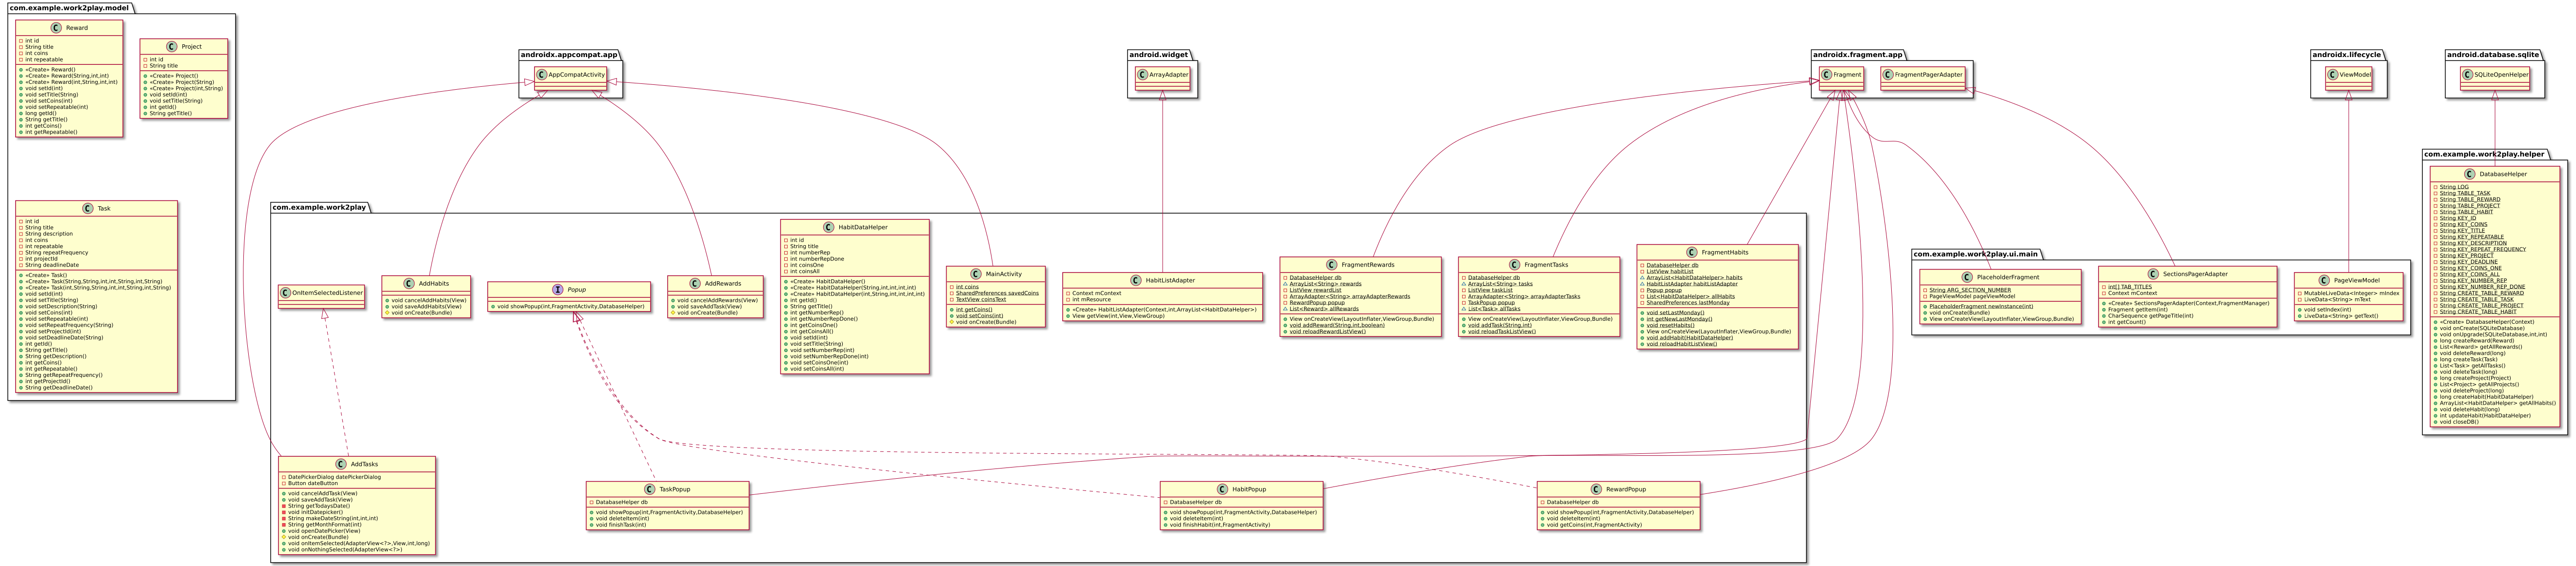 com.example.work2play.model
Reward
int id
String title
int coins
int repeatable
«Create» Reward()
«Create» Reward(String,int,int)
«Create» Reward(int,String,int,int)
void setId(int)
void setTitle(String)
void setCoins(int)
void setRepeatable(int)
long getId()
String getTitle()
int getCoins()
int getRepeatable()
Project
int id
String title
«Create» Project()
«Create» Project(String)
«Create» Project(int,String)
void setId(int)
void setTitle(String)
int getId()
String getTitle()
Task
int id
String title
String description
int coins
int repeatable
String repeatFrequency
int projectId
String deadlineDate
«Create» Task()
«Create» Task(String,String,int,int,String,int,String)
«Create» Task(int,String,String,int,int,String,int,String)
void setId(int)
void setTitle(String)
void setDescription(String)
void setCoins(int)
void setRepeatable(int)
void setRepeatFrequency(String)
void setProjectId(int)
void setDeadlineDate(String)
int getId()
String getTitle()
String getDescription()
int getCoins()
int getRepeatable()
String getRepeatFrequency()
int getProjectId()
String getDeadlineDate()
androidx.appcompat.app
AppCompatActivity
android.widget
ArrayAdapter
androidx.fragment.app
Fragment
FragmentPagerAdapter
androidx.lifecycle
ViewModel
android.database.sqlite
SQLiteOpenHelper
com.example.work2play
OnItemSelectedListener
AddHabits
void cancelAddHabits(View)
void saveAddHabits(View)
void onCreate(Bundle)
Popup
void showPopup(int,FragmentActivity,DatabaseHelper)
AddRewards
void cancelAddRewards(View)
void saveAddTask(View)
void onCreate(Bundle)
HabitDataHelper
int id
String title
int numberRep
int numberRepDone
int coinsOne
int coinsAll
«Create» HabitDataHelper()
«Create» HabitDataHelper(String,int,int,int,int)
«Create» HabitDataHelper(int,String,int,int,int,int)
int getId()
String getTitle()
int getNumberRep()
int getNumberRepDone()
int getCoinsOne()
int getCoinsAll()
void setId(int)
void setTitle(String)
void setNumberRep(int)
void setNumberRepDone(int)
void setCoinsOne(int)
void setCoinsAll(int)
MainActivity
int coins
SharedPreferences savedCoins
TextView coinsText
int getCoins()
void setCoins(int)
void onCreate(Bundle)
HabitListAdapter
Context mContext
int mResource
«Create» HabitListAdapter(Context,int,ArrayList<HabitDataHelper>)
View getView(int,View,ViewGroup)
FragmentRewards
DatabaseHelper db
ArrayList<String> rewards
ListView rewardList
ArrayAdapter<String> arrayAdapterRewards
RewardPopup popup
List<Reward> allRewards
View onCreateView(LayoutInflater,ViewGroup,Bundle)
void addReward(String,int,boolean)
void reloadRewardListView()
FragmentTasks
DatabaseHelper db
ArrayList<String> tasks
ListView taskList
ArrayAdapter<String> arrayAdapterTasks
TaskPopup popup
List<Task> allTasks
View onCreateView(LayoutInflater,ViewGroup,Bundle)
void addTask(String,int)
void reloadTaskListView()
FragmentHabits
DatabaseHelper db
ListView habitList
ArrayList<HabitDataHelper> habits
HabitListAdapter habitListAdapter
Popup popup
List<HabitDataHelper> allHabits
SharedPreferences lastMonday
void setLastMonday()
int getNewLastMonday()
void resetHabits()
View onCreateView(LayoutInflater,ViewGroup,Bundle)
void addHabit(HabitDataHelper)
void reloadHabitListView()
AddTasks
DatePickerDialog datePickerDialog
Button dateButton
void cancelAddTask(View)
void saveAddTask(View)
String getTodaysDate()
void initDatepicker()
String makeDateString(int,int,int)
String getMonthFormat(int)
void openDatePicker(View)
void onCreate(Bundle)
void onItemSelected(AdapterView<?>,View,int,long)
void onNothingSelected(AdapterView<?>)
TaskPopup
DatabaseHelper db
void showPopup(int,FragmentActivity,DatabaseHelper)
void deleteItem(int)
void finishTask(int)
HabitPopup
DatabaseHelper db
void showPopup(int,FragmentActivity,DatabaseHelper)
void deleteItem(int)
void finishHabit(int,FragmentActivity)
RewardPopup
DatabaseHelper db
void showPopup(int,FragmentActivity,DatabaseHelper)
void deleteItem(int)
void getCoins(int,FragmentActivity)
com.example.work2play.ui.main
PlaceholderFragment
String ARG_SECTION_NUMBER
PageViewModel pageViewModel
PlaceholderFragment newInstance(int)
void onCreate(Bundle)
View onCreateView(LayoutInflater,ViewGroup,Bundle)
SectionsPagerAdapter
int[] TAB_TITLES
Context mContext
«Create» SectionsPagerAdapter(Context,FragmentManager)
Fragment getItem(int)
CharSequence getPageTitle(int)
int getCount()
PageViewModel
MutableLiveData<Integer> mIndex
LiveData<String> mText
void setIndex(int)
LiveData<String> getText()
com.example.work2play.helper
DatabaseHelper
String LOG
String TABLE_TASK
String TABLE_REWARD
String TABLE_PROJECT
String TABLE_HABIT
String KEY_ID
String KEY_COINS
String KEY_TITLE
String KEY_REPEATABLE
String KEY_DESCRIPTION
String KEY_REPEAT_FREQUENCY
String KEY_PROJECT
String KEY_DEADLINE
String KEY_COINS_ONE
String KEY_COINS_ALL
String KEY_NUMBER_REP
String KEY_NUMBER_REP_DONE
String CREATE_TABLE_REWARD
String CREATE_TABLE_TASK
String CREATE_TABLE_PROJECT
String CREATE_TABLE_HABIT
«Create» DatabaseHelper(Context)
void onCreate(SQLiteDatabase)
void onUpgrade(SQLiteDatabase,int,int)
long createReward(Reward)
List<Reward> getAllRewards()
void deleteReward(long)
long createTask(Task)
List<Task> getAllTasks()
void deleteTask(long)
long createProject(Project)
List<Project> getAllProjects()
void deleteProject(long)
long createHabit(HabitDataHelper)
ArrayList<HabitDataHelper> getAllHabits()
void deleteHabit(long)
int updateHabit(HabitDataHelper)
void closeDB()